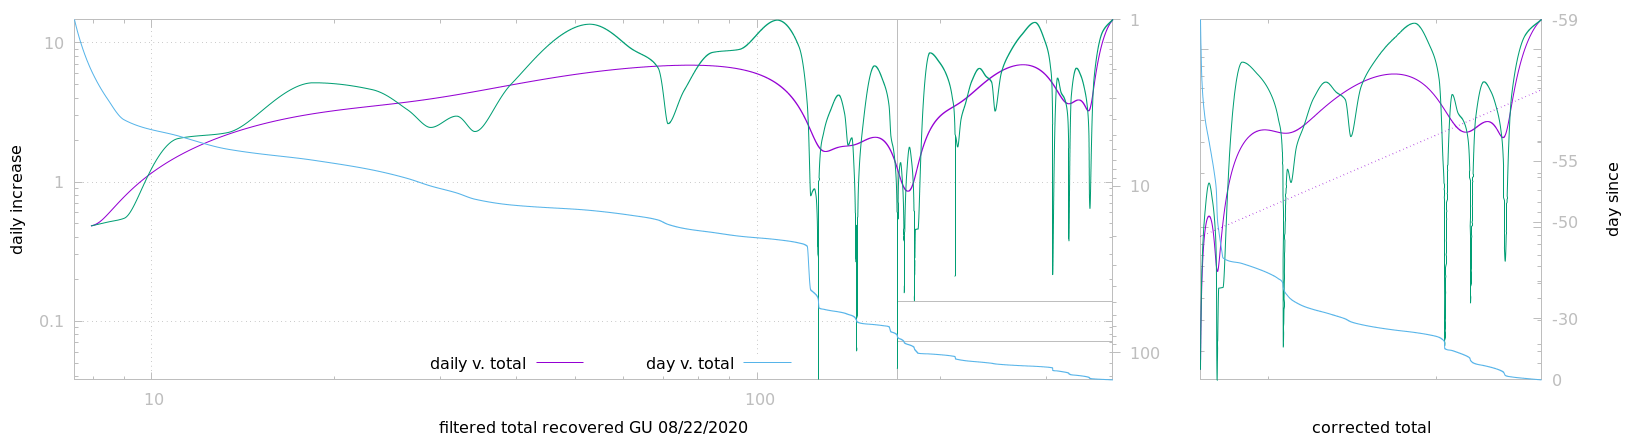 10
1
0.1
daily increase
daily v. total
day v. total
10
100
filtered total recovered GU 08/22/2020
1
10
100
-59
-55
-50
-30
0
day since
corrected total